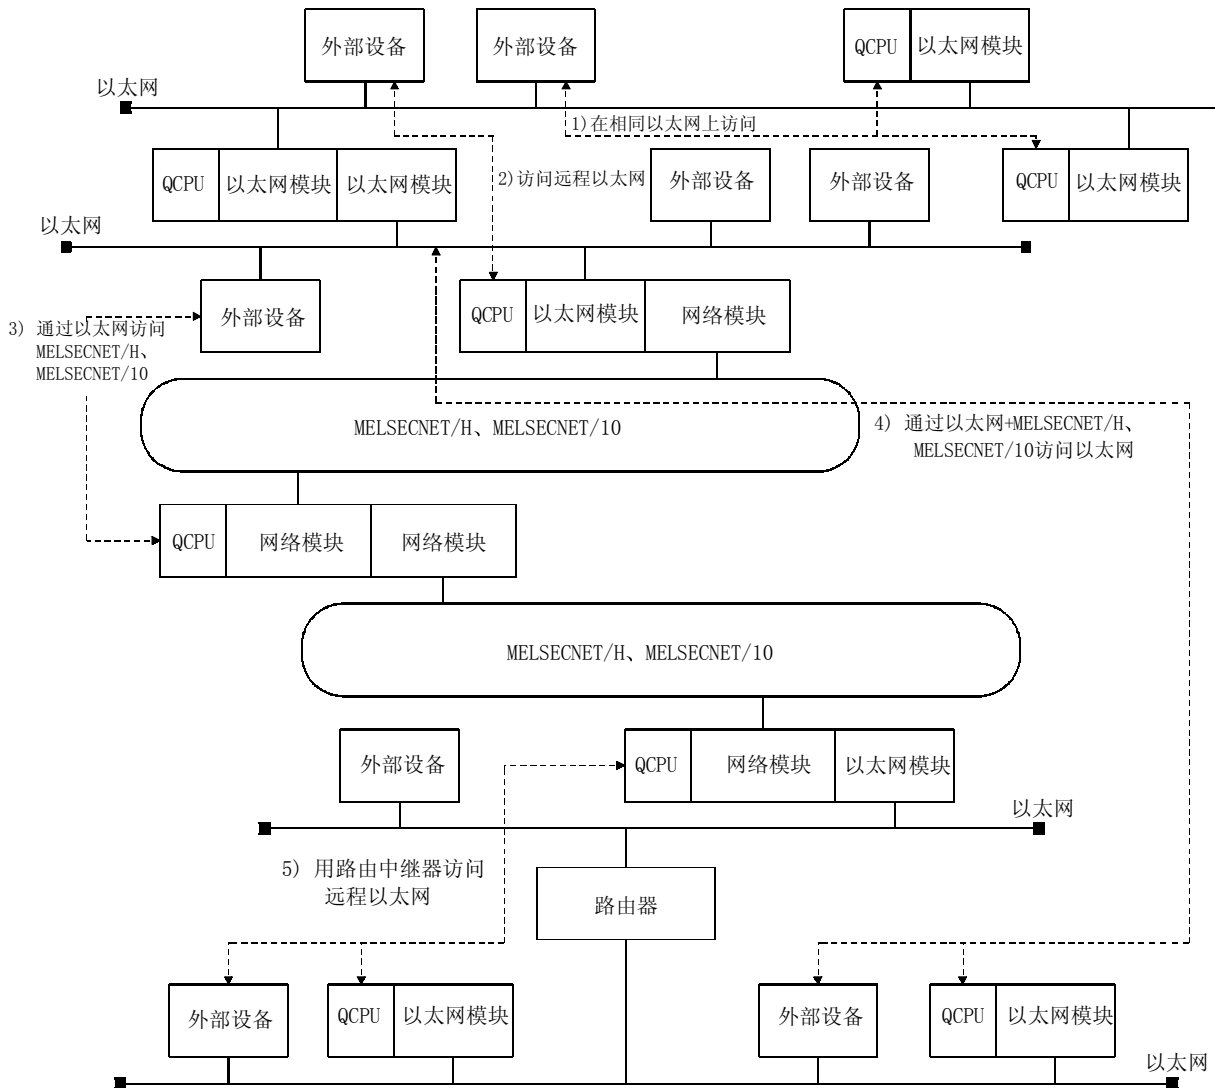 外部设备
外部设备
QCPU
以太网模块
以太网
1)在相同以太网上访问
QCPU
以太网模块
以太网模块
2)访问远程以太网
外部设备
外部设备
QCPU
以太网模块
以太网
外部设备
QCPU
以太网模块
网络模块
3) 通过以太网访问
MELSECNET/H、
MELSECNET/10
MELSECNET/H、MELSECNET/10
4) 通过以太网+MELSECNET/H、
MELSECNET/10访问以太网
QCPU
网络模块
网络模块
MELSECNET/H、MELSECNET/10
外部设备
QCPU
网络模块
以太网模块
以太网
5) 用路由中继器访问
远程以太网
路由器
外部设备
QCPU
以太网模块
外部设备
QCPU
以太网模块
以太网